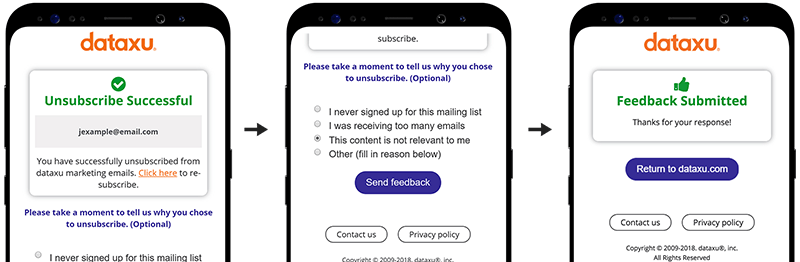 dataxu.
Unsubscribe Successful
jexample@email.com
You have successfully unsubscribed from
dataxu marketing emails. Click here to re-
subscribe.
Please take a moment to tell us why you chose
to unsubscribe. (Optional)
I never signed up for this mailing list
subscribe.
Please take a moment to tell us why you chose
to unsubscribe. (Optional)
I never signed up for this mailing list
I was receiving too many emails
This content is not relevant to me
Other (fill in reason below)
Send feedback
Contact us
Privacy policy
Copyright © 2009-2018, dataxu®, inc.
dataxu.
Feedback Submitted
Thanks for your response!
Return to dataxu.com
Contact us
Privacy policy
Copyright © 2009-2018, dataxu®, inc.
All Rights Reserved